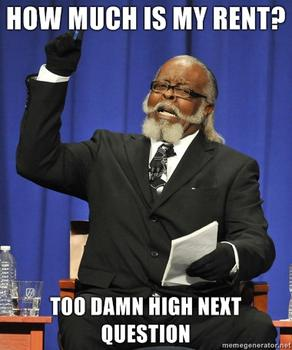 HOW MUCH IS MY RENT?
TOO DAMN HIGH NEXT
QUESTION
memegenerator.net